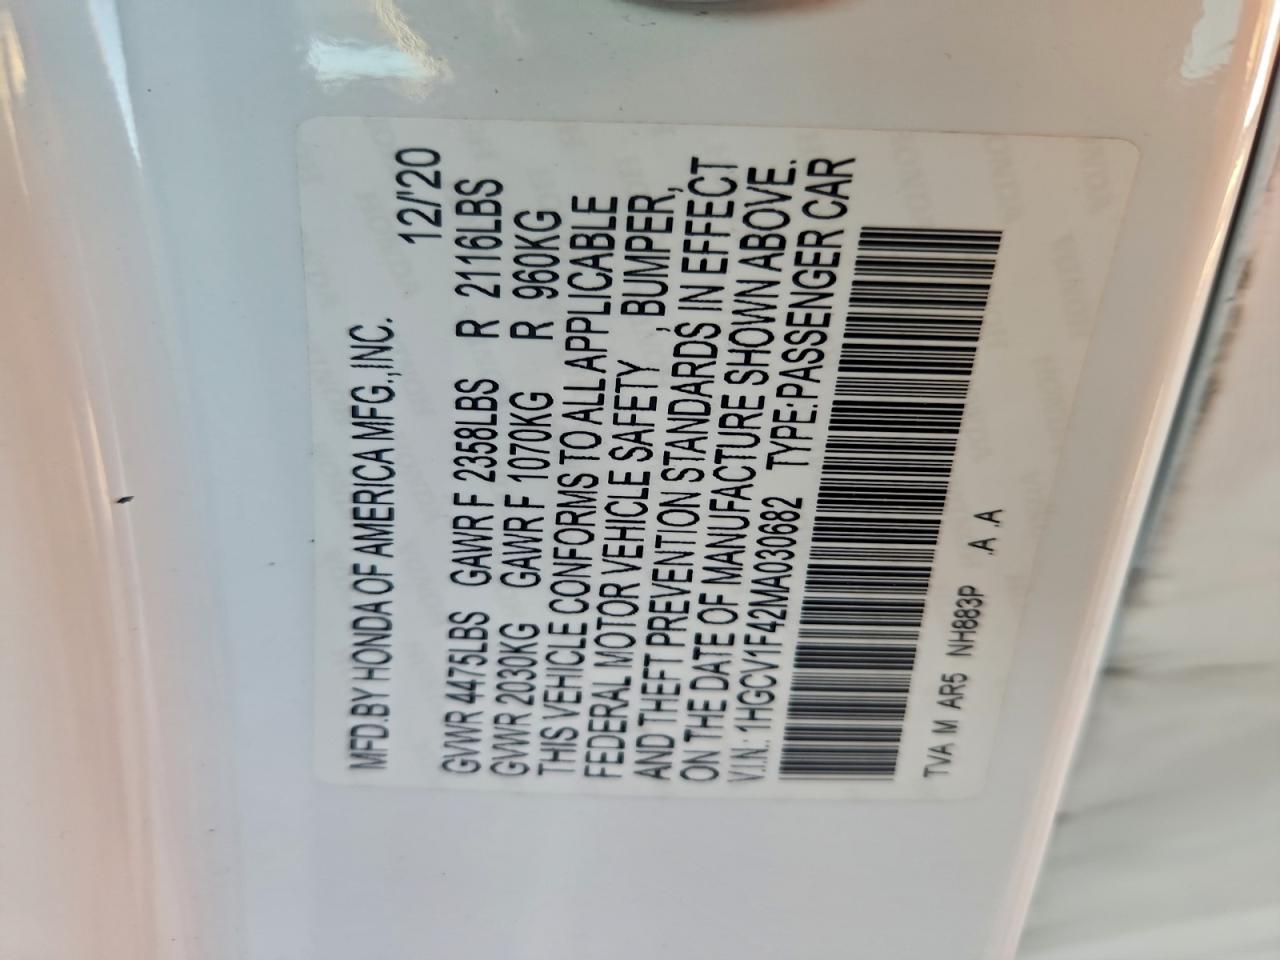 MFD.BY HONDA OF AMERICA MFG.,INC.
12/'20
GVWR 4475LBS GAWR F 2358LBS R 2116LBS
GVWR 2030KG GAWR F 1070KG R 960KG
THIS VEHICLE CONFORMS TO ALL APPLICABLE
FEDERAL MOTOR VEHICLE SAFETY , BUMPER,
AND THEFT PREVENTION STANDARDS IN EFFECT
ON THE DATE OF MANUFACTURE SHOWN ABOVE.
V.I.N.: 1HGCV1F42MA030682 TYPE:PASSENGER CAR
TVA M AR5 NH883P .A .A